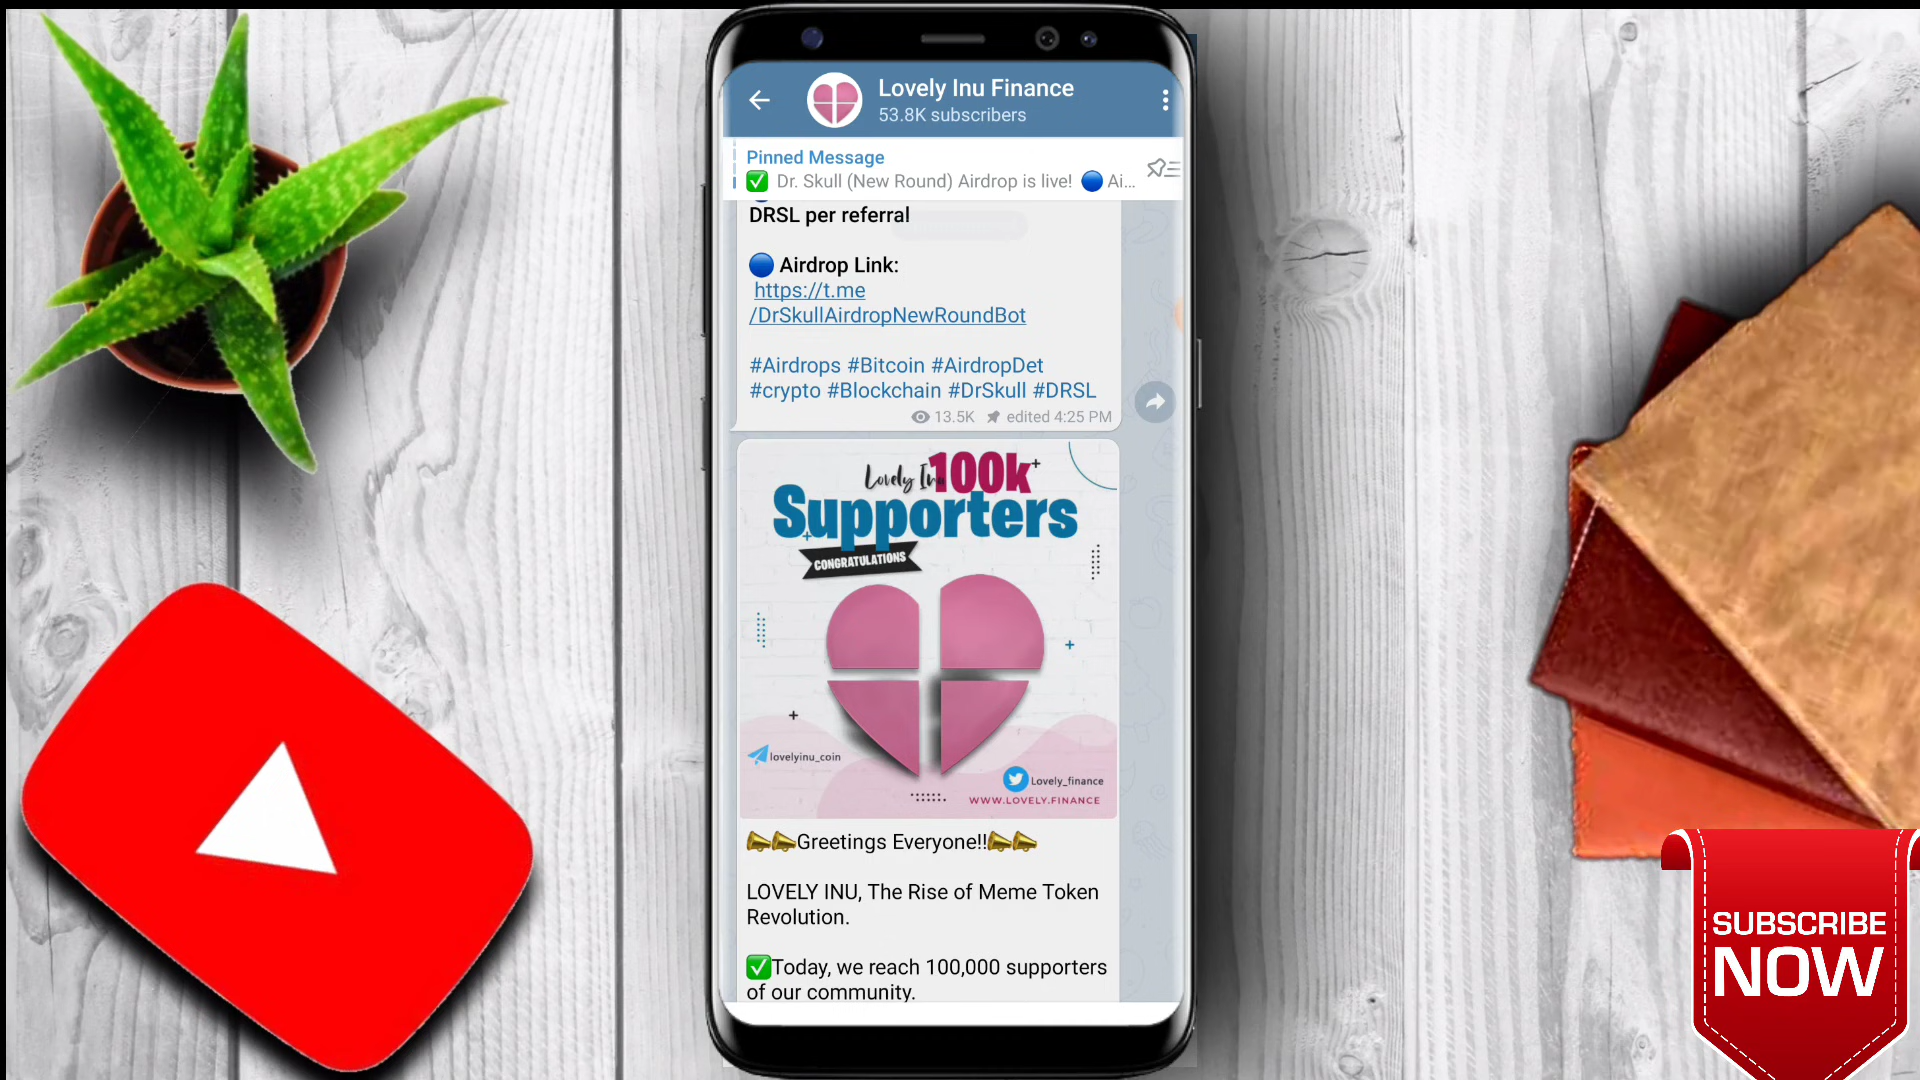 Lovely Inu Finance
53.8K subscribers
Pinned Message
✅ Dr. Skull (New Round) Airdrop is live! 🔵 Ai...
DRSL per referral
🔵 Airdrop Link:
https://t.me
/DrSkullAirdropNewRoundBot
#Airdrops #Bitcoin #AirdropDet
#crypto #Blockchain #DrSkull #DRSL
13.5K edited 4:25 PM
Lovely Inu 100k
Supporters
CONGRATULATIONS
lovelyinu_coin
Lovely_finance
WWW.LOVELY.FINANCE
📣📣Greetings Everyone!!📣📣
LOVELY INU, The Rise of Meme Token
Revolution.
✅Today, we reach 100,000 supporters
of our community.
SUBSCRIBE
NOW